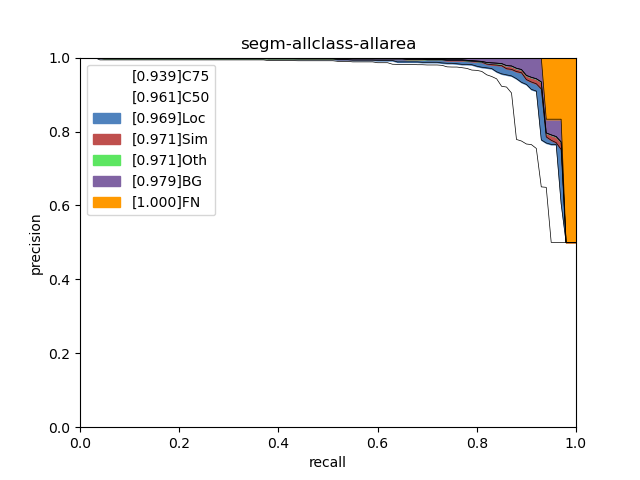 segm-allclass-allarea
1.0
0.8
0.6
0.4
0.2
0.0
precision
[0.939]C75
[0.961]C50
[0.969]Loc
[0.971]Sim
[0.971]Oth
[0.979]BG
[1.000]FN
0.0 0.2 0.4 0.6 0.8 1.0
recall